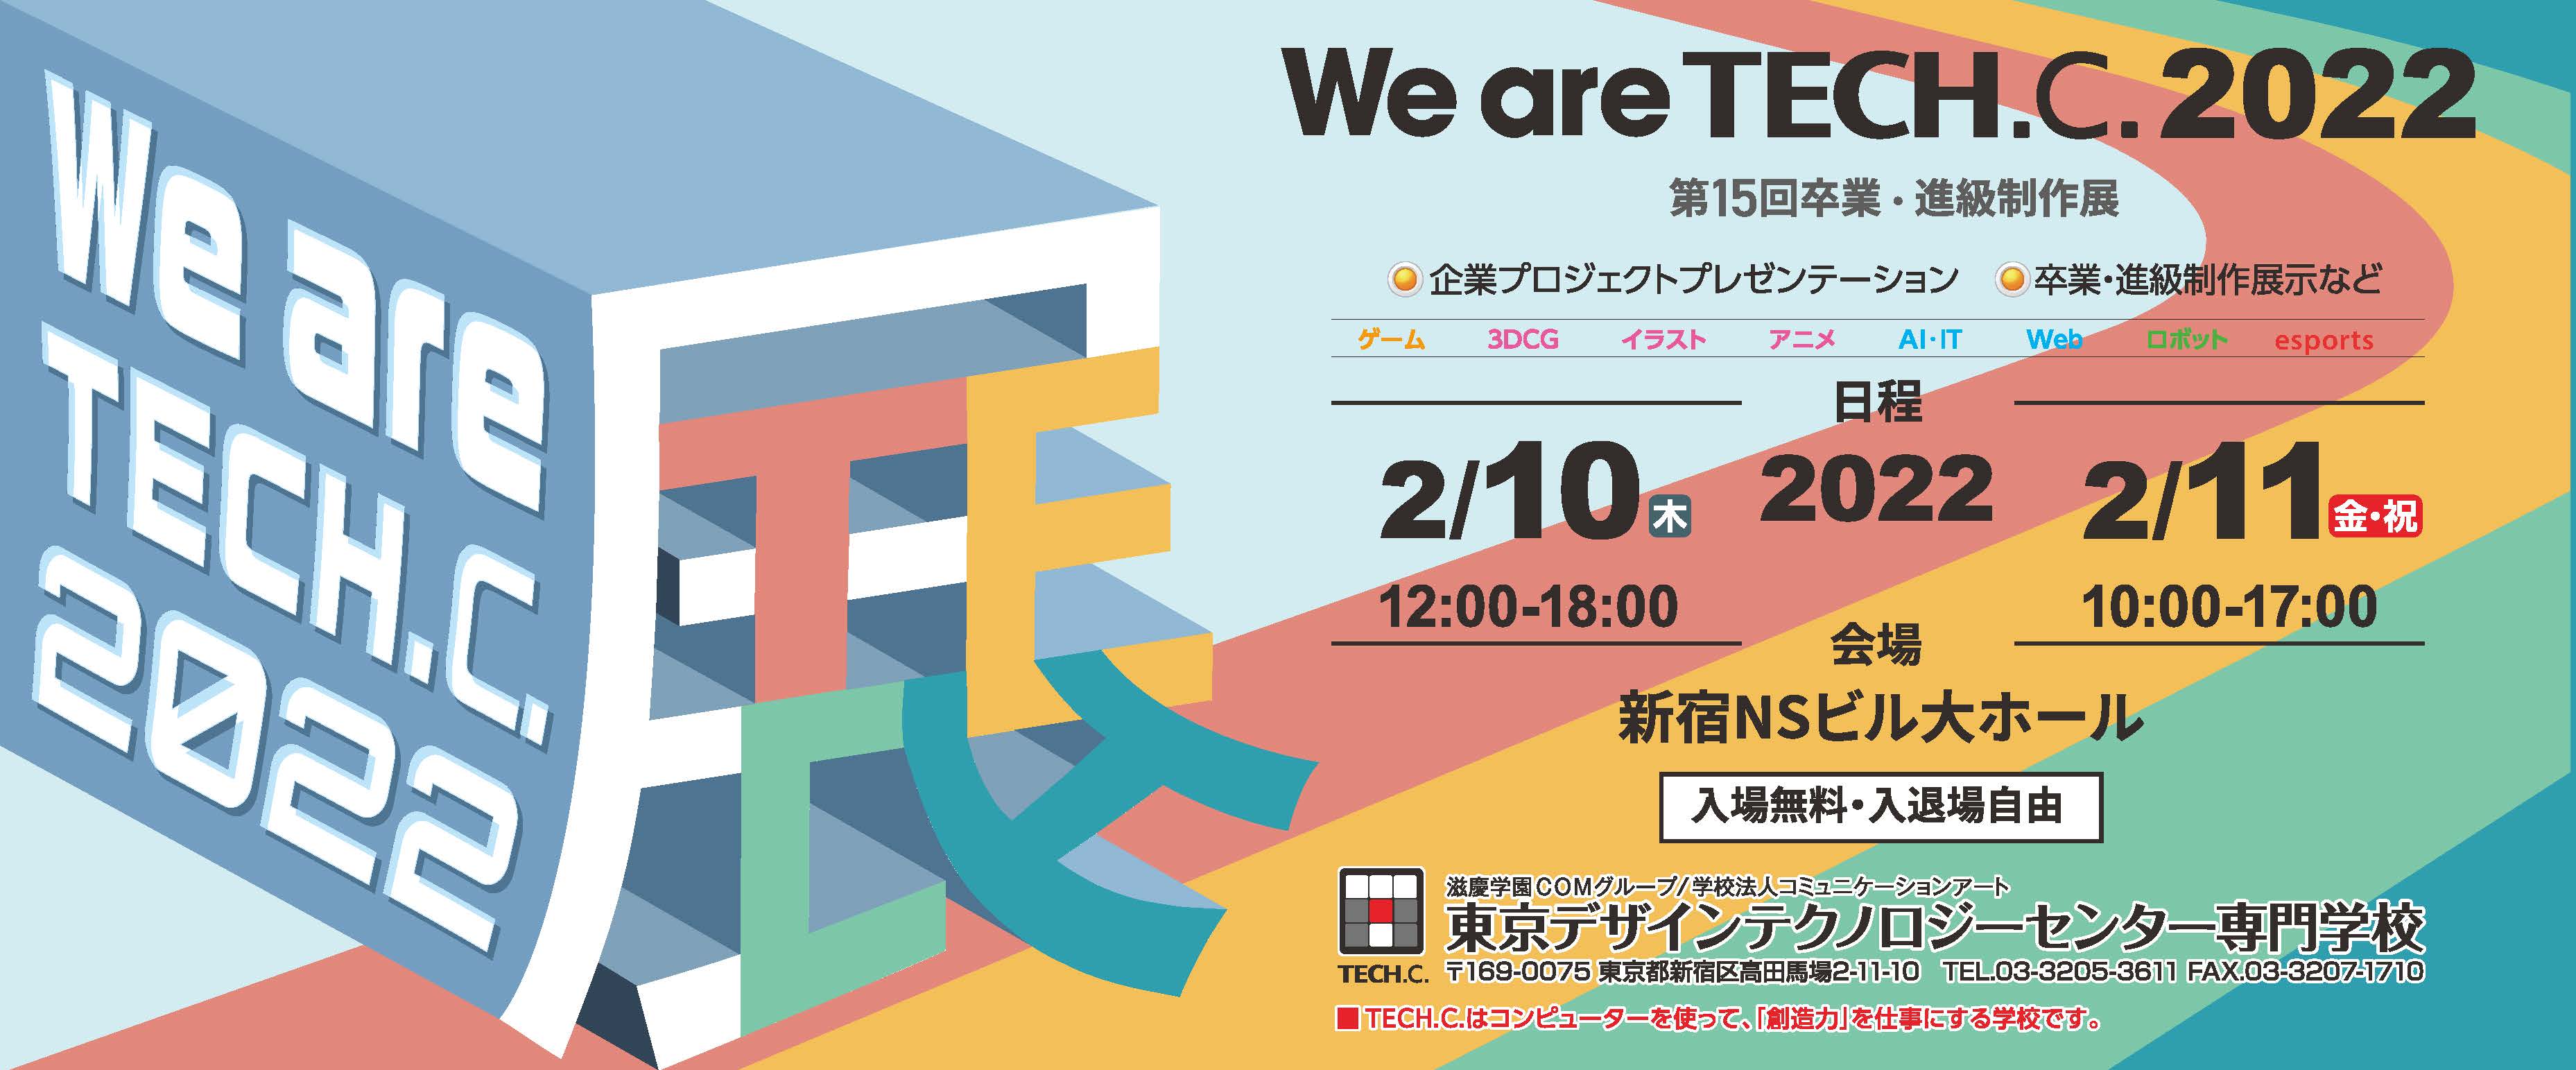 We are
TECH.C.
2022
展
We are TECH.C. 2022
第15回卒業・進級制作展
企業プロジェクトプレゼンテーション 卒業・進級制作展示など
ゲーム 3DCG イラスト アニメ AI・IT Web ロボット esports
日程
2/10 木 2022 2/11 金・祝
12:00-18:00 10:00-17:00
会場
新宿NSビル大ホール
入場無料・入退場自由
滋慶学園COMグループ/学校法人コミュニケーションアート
東京デザインテクノロジーセンター専門学校
TECH.C. 〒169-0075 東京都新宿区高田馬場2-11-10 TEL.03-3205-3611 FAX.03-3207-1710
■TECH.C.はコンピューターを使って、「創造力」を仕事にする学校です。